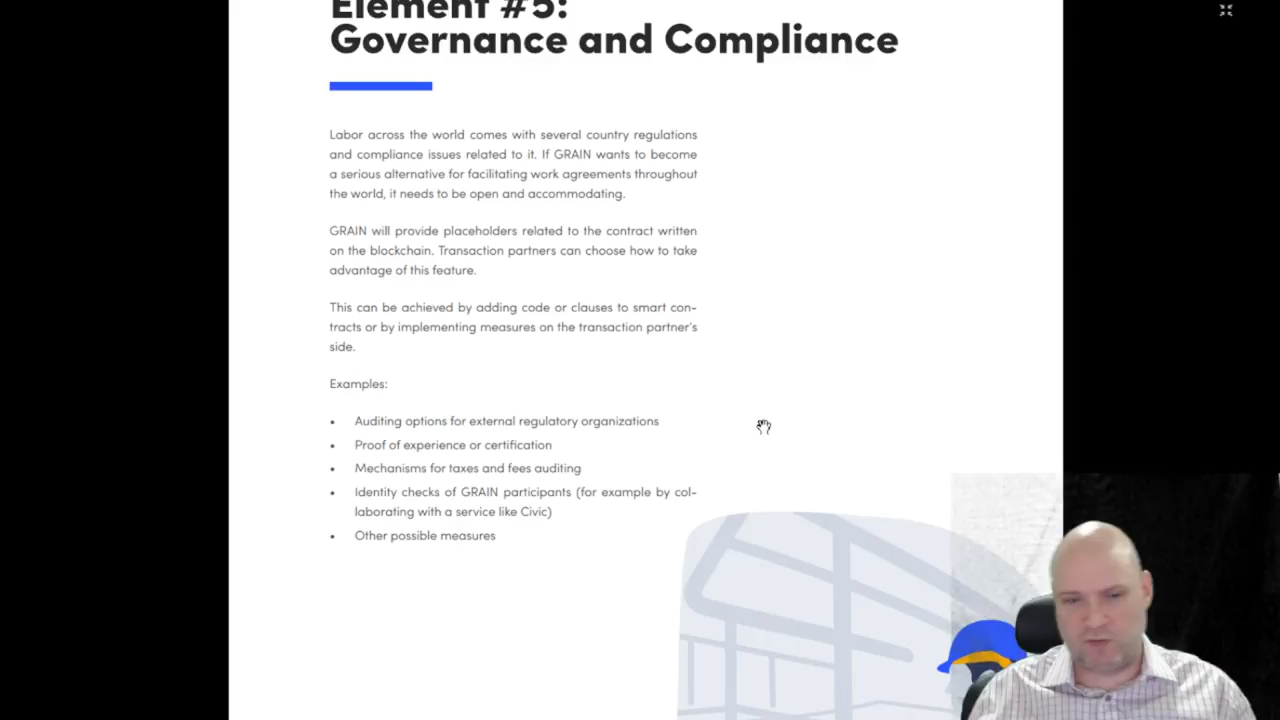 Element #5:
Governance and Compliance
Labor across the world comes with several country regulations
and compliance issues related to it. If GRAIN wants to become
a serious alternative for facilitating work agreements throughout
the world, it needs to be open and accommodating.
GRAIN will provide placeholders related to the contract written
on the blockchain. Transaction partners can choose how to take
advantage of this feature.
This can be achieved by adding code or clauses to smart con-
tracts or by implementing measures on the transaction partner's
side.
Examples:
• Auditing options for external regulatory organizations
• Proof of experience or certification
• Mechanisms for taxes and fees auditing
• Identity checks of GRAIN participants (for example by col-
laborating with a service like Civic)
• Other possible measures